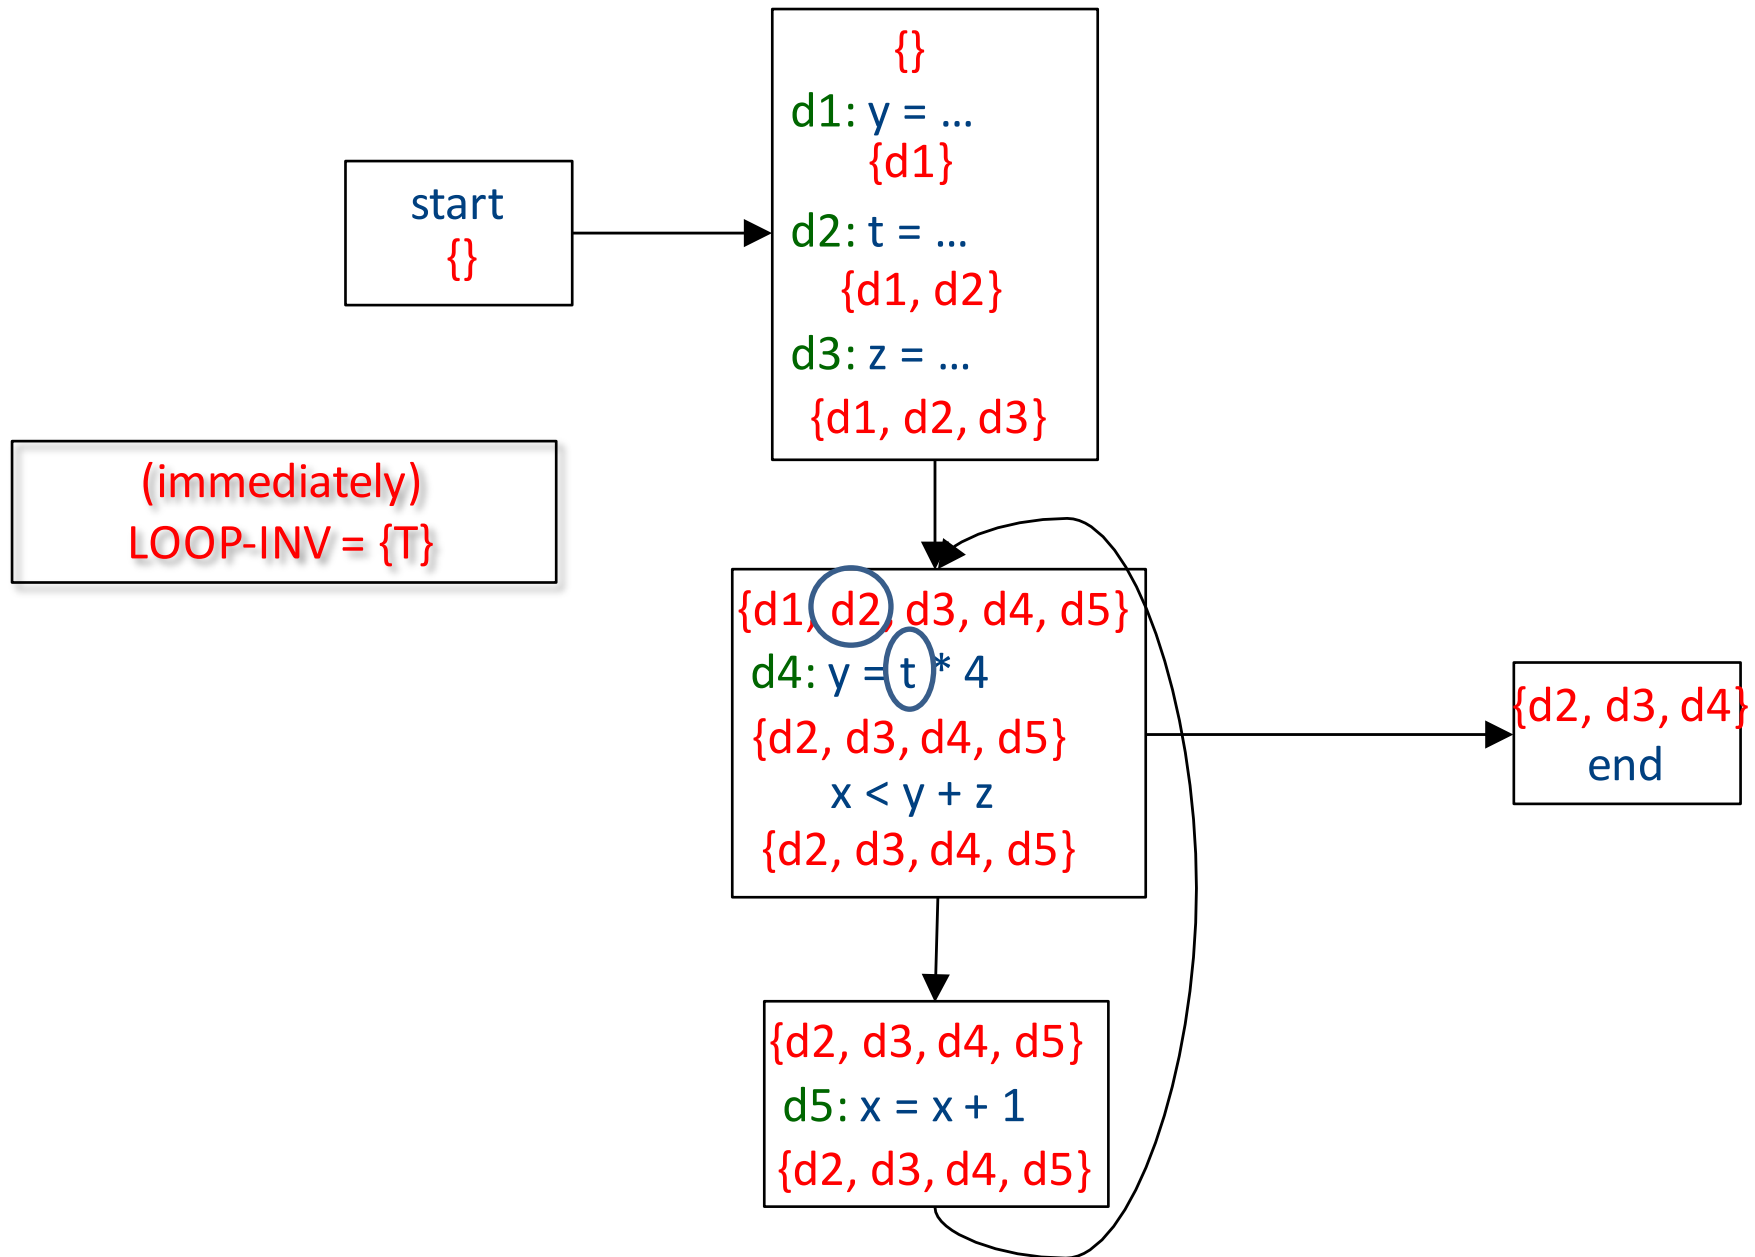 start
{}
{}
d1: y = ...
{d1}
d2: t = ...
{d1, d2}
d3: z = ...
{d1, d2, d3}
(immediately)
LOOP-INV = {T}
{d1, d2, d3, d4, d5}
d4: y = t * 4
{d2, d3, d4, d5}
x < y + z
{d2, d3, d4, d5}
{d2, d3, d4}
end
{d2, d3, d4, d5}
d5: x = x + 1
{d2, d3, d4, d5}